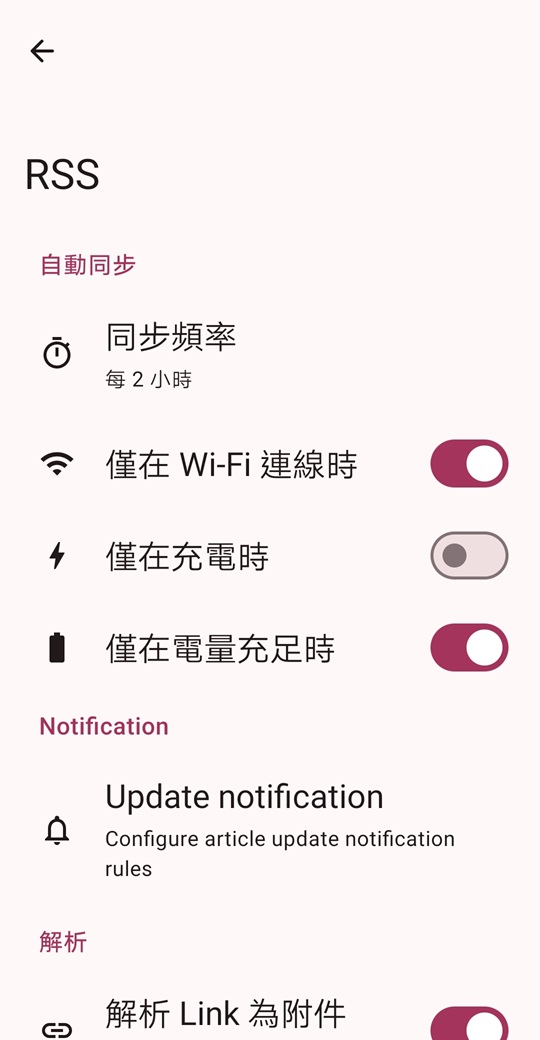 RSS
自動同步
同步頻率
每 2 小時
僅在 Wi-Fi 連線時
僅在充電時
僅在電量充足時
Notification
Update notification
Configure article update notification
rules
解析
解析 Link 為附件